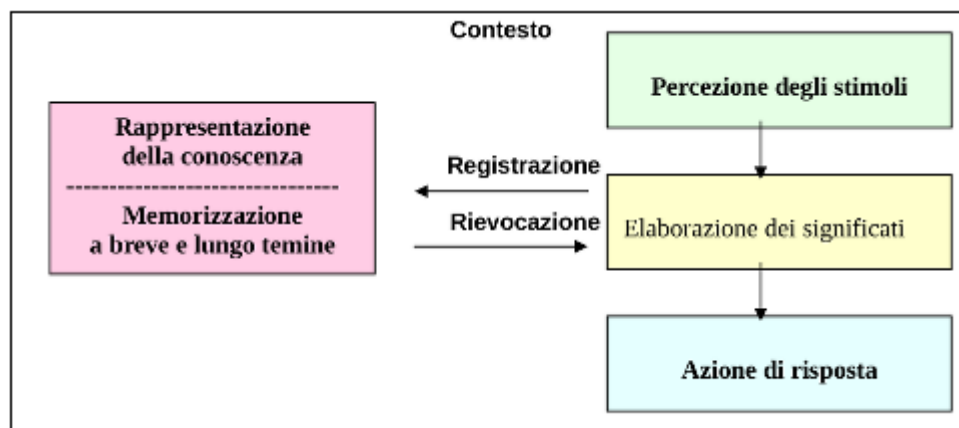 Contesto
Percezione degli stimoli
Rappresentazione
della conoscenza
--------------------------------
Memorizzazione
a breve e lungo temine
Registrazione
Rievocazione
Elaborazione dei significati
Azione di risposta